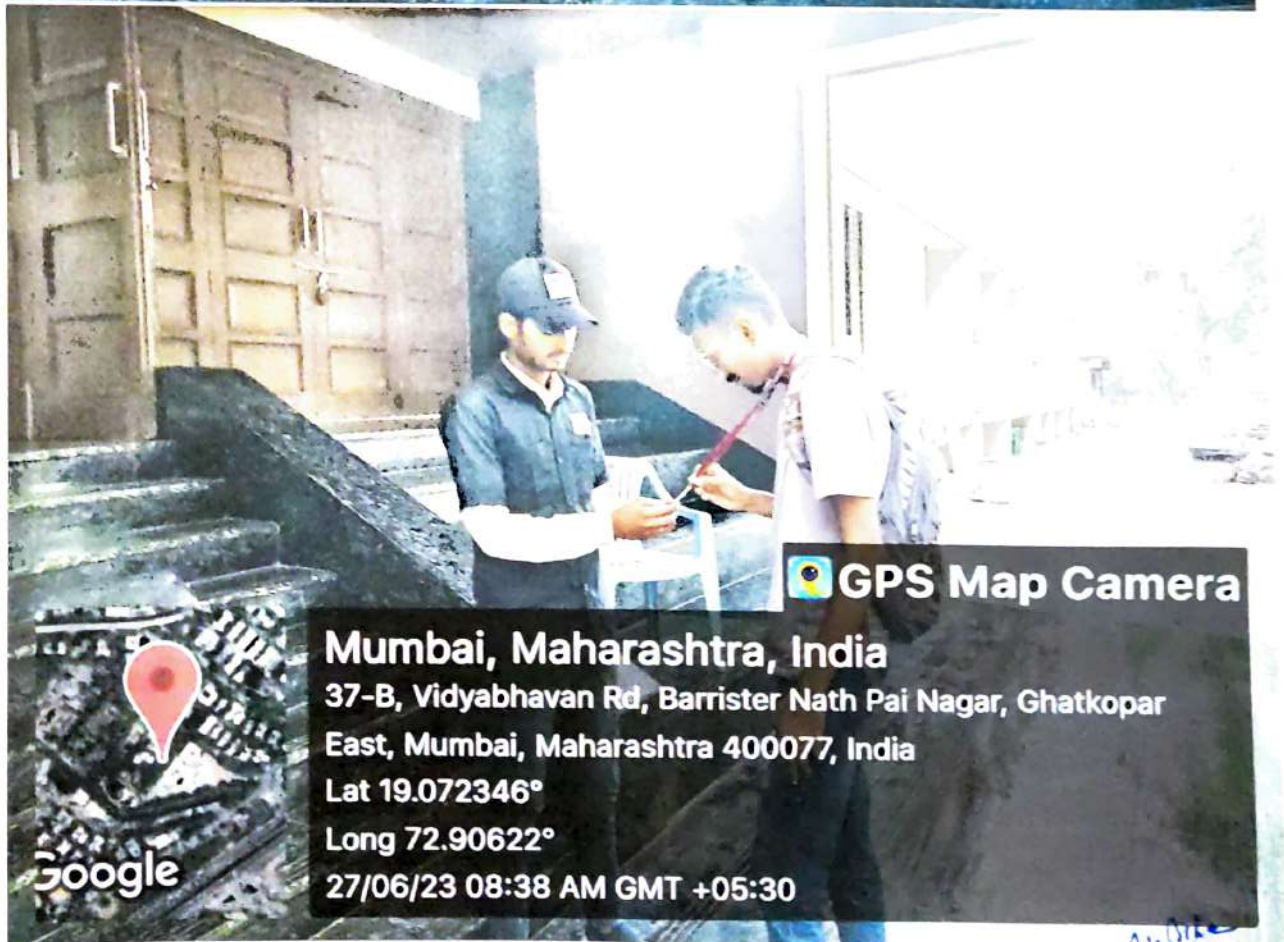 GPS Map Camera
Mumbai, Maharashtra, India
37-B, Vidyabhavan Rd, Barrister Nath Pai Nagar, Ghatkopar
East, Mumbai, Maharashtra 400077, India
Lat 19.072346°
Long 72.90622°
27/06/23 08:38 AM GMT +05:30
Google